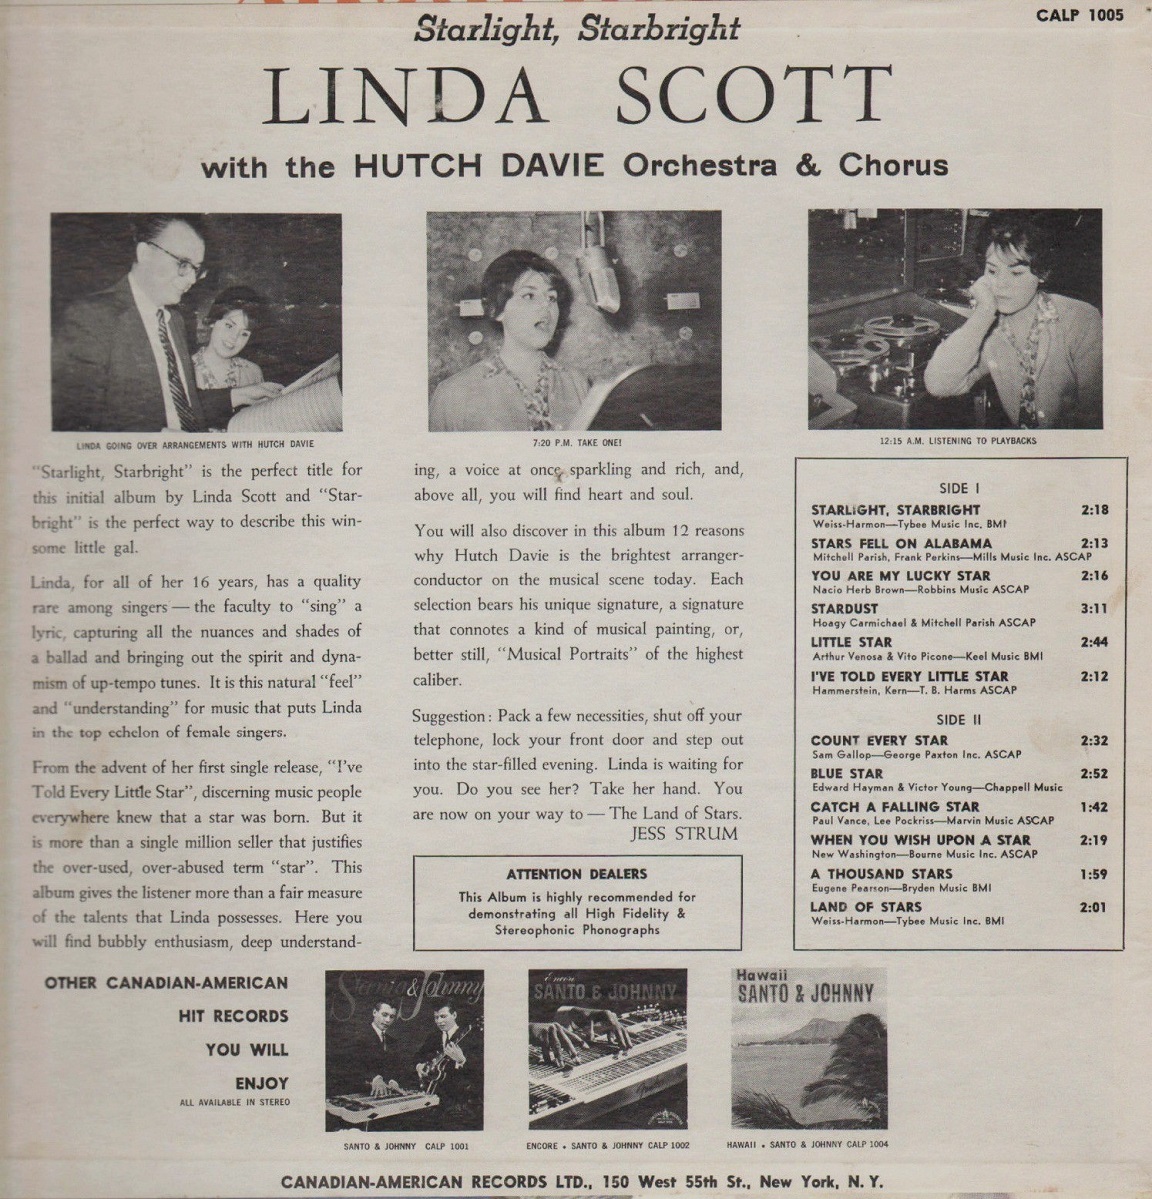 CALP 1005
Starlight, Starbright
LINDA SCOTT
with the HUTCH DAVIE Orchestra & Chorus
LINDA GOING OVER ARRANGEMENTS WITH HUTCH DAVIE
7:20 P.M. TAKE ONE!
12:15 A.M. LISTENING TO PLAYBACKS
"Starlight, Starbright" is the perfect title for
this initial album by Linda Scott and "Star-
bright" is the perfect way to describe this win-
some little gal.
Linda, for all of her 16 years, has a quality
rare among singers — the faculty to "sing" a
lyric, capturing all the nuances and shades of
a ballad and bringing out the spirit and dyna-
mism of up-tempo tunes. It is this natural "feel"
and "understanding" for music that puts Linda
in the top echelon of female singers.
From the advent of her first single release, "I've
Told Every Little Star", discerning music people
everywhere knew that a star was born. But it
is more than a single million seller that justifies
the over-used, over-abused term "star". This
album gives the listener more than a fair measure
of the talents that Linda possesses. Here you
will find bubbly enthusiasm, deep understand-
ing, a voice at once sparkling and rich, and,
above all, you will find heart and soul.
You will also discover in this album 12 reasons
why Hutch Davie is the brightest arranger-
conductor on the musical scene today. Each
selection bears his unique signature, a signature
that connotes a kind of musical painting, or,
better still, "Musical Portraits" of the highest
caliber.
Suggestion: Pack a few necessities, shut off your
telephone, lock your front door and step out
into the star-filled evening. Linda is waiting for
you. Do you see her? Take her hand. You
are now on your way to — The Land of Stars.
JESS STRUM
ATTENTION DEALERS
This Album is highly recommended for
demonstrating all High Fidelity &
Stereophonic Phonographs
SIDE I
STARLIGHT, STARBRIGHT 2:18
Weiss-Harmon—Tybee Music Inc. BMI
STARS FELL ON ALABAMA 2:13
Mitchell Parish, Frank Perkins—Mills Music Inc. ASCAP
YOU ARE MY LUCKY STAR 2:16
Nacio Herb Brown—Robbins Music ASCAP
STARDUST 3:11
Hoagy Carmichael & Mitchell Parish ASCAP
LITTLE STAR 2:44
Arthur Venosa & Vito Picone—Keel Music BMI
I'VE TOLD EVERY LITTLE STAR 2:12
Hammerstein, Kern—T. B. Harms ASCAP
SIDE II
COUNT EVERY STAR 2:32
Sam Gallop—George Paxton Inc. ASCAP
BLUE STAR 2:52
Edward Hayman & Victor Young—Chappell Music
CATCH A FALLING STAR 1:42
Paul Vance, Lee Pockriss—Marvin Music ASCAP
WHEN YOU WISH UPON A STAR 2:19
New Washington—Bourne Music Inc. ASCAP
A THOUSAND STARS 1:59
Eugene Pearson—Bryden Music BMI
LAND OF STARS 2:01
Weiss-Harmon—Tybee Music Inc. BMI
OTHER CANADIAN-AMERICAN
HIT RECORDS
YOU WILL
ENJOY
ALL AVAILABLE IN STEREO
Santo & Johnny
SANTO & JOHNNY CALP 1001
Encore
SANTO & JOHNNY
ENCORE • SANTO & JOHNNY CALP 1002
Hawaii
SANTO & JOHNNY
HAWAII • SANTO & JOHNNY CALP 1004
CANADIAN-AMERICAN RECORDS LTD., 150 West 55th St., New York, N. Y.